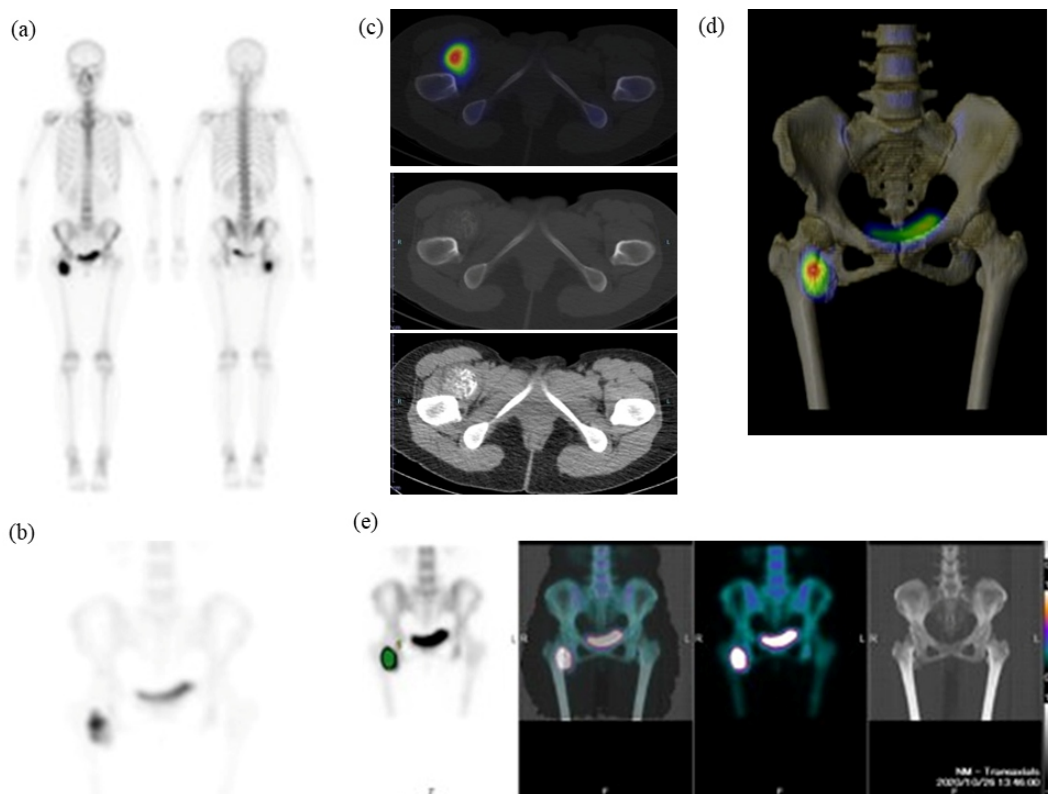 (a)
(c)
(d)
R
L
R
L
(b)
(e)
L R
L R
L R
L
F
F
F
F
NM - Transaxials
2020/10/26 13:46:00